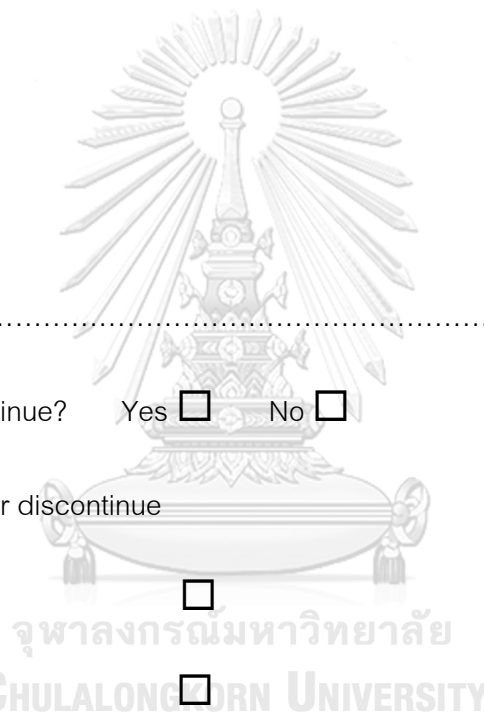 ................................................................
inue? Yes ☐ No ☐
r discontinue
☐
จุฬาลงกรณ์มหาวิทยาลัย
☐
CHULALONGKORN UNIVERSITY